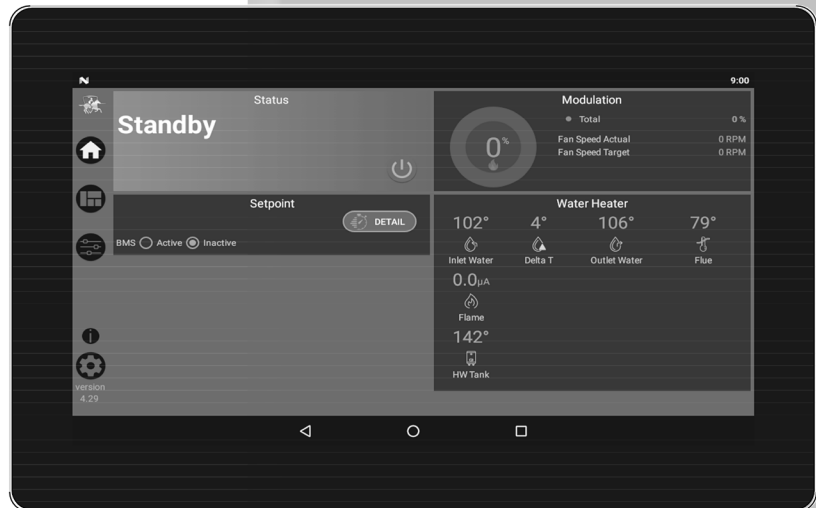 9:00
Status
Standby
Modulation
Total 0 %
0%
Fan Speed Actual 0 RPM
Fan Speed Target 0 RPM
Setpoint
DETAIL
BMS Active Inactive
Water Heater
102° 4° 106° 79°
Inlet Water Delta T Outlet Water Flue
0.0µA
Flame
142°
HW Tank
version
4.29